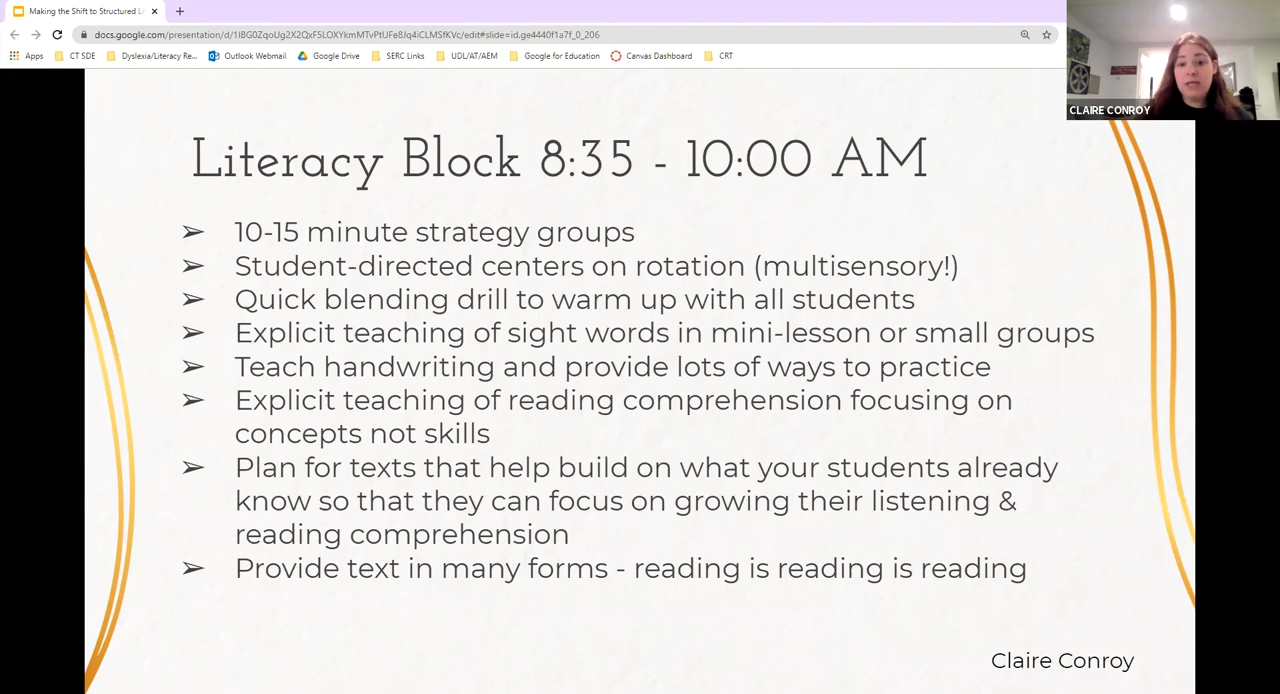 Making the Shift to Structured Li
docs.google.com/presentation/d/1IBG0ZqoUg2X2QxF5LOXYkmMTvPtUFe8Jq4iCLMSfKVc/edit#slide=id.ge4440f1a7f_0_206
Apps CT SDE Dyslexia/Literacy Re... Outlook Webmail Google Drive SERC Links UDL/AT/AEM Google for Education Canvas Dashboard CRT
CLAIRE CONROY
Literacy Block 8:35 - 10:00 AM
➢ 10-15 minute strategy groups
➢ Student-directed centers on rotation (multisensory!)
➢ Quick blending drill to warm up with all students
➢ Explicit teaching of sight words in mini-lesson or small groups
➢ Teach handwriting and provide lots of ways to practice
➢ Explicit teaching of reading comprehension focusing on
concepts not skills
➢ Plan for texts that help build on what your students already
know so that they can focus on growing their listening &
reading comprehension
➢ Provide text in many forms - reading is reading is reading
Claire Conroy